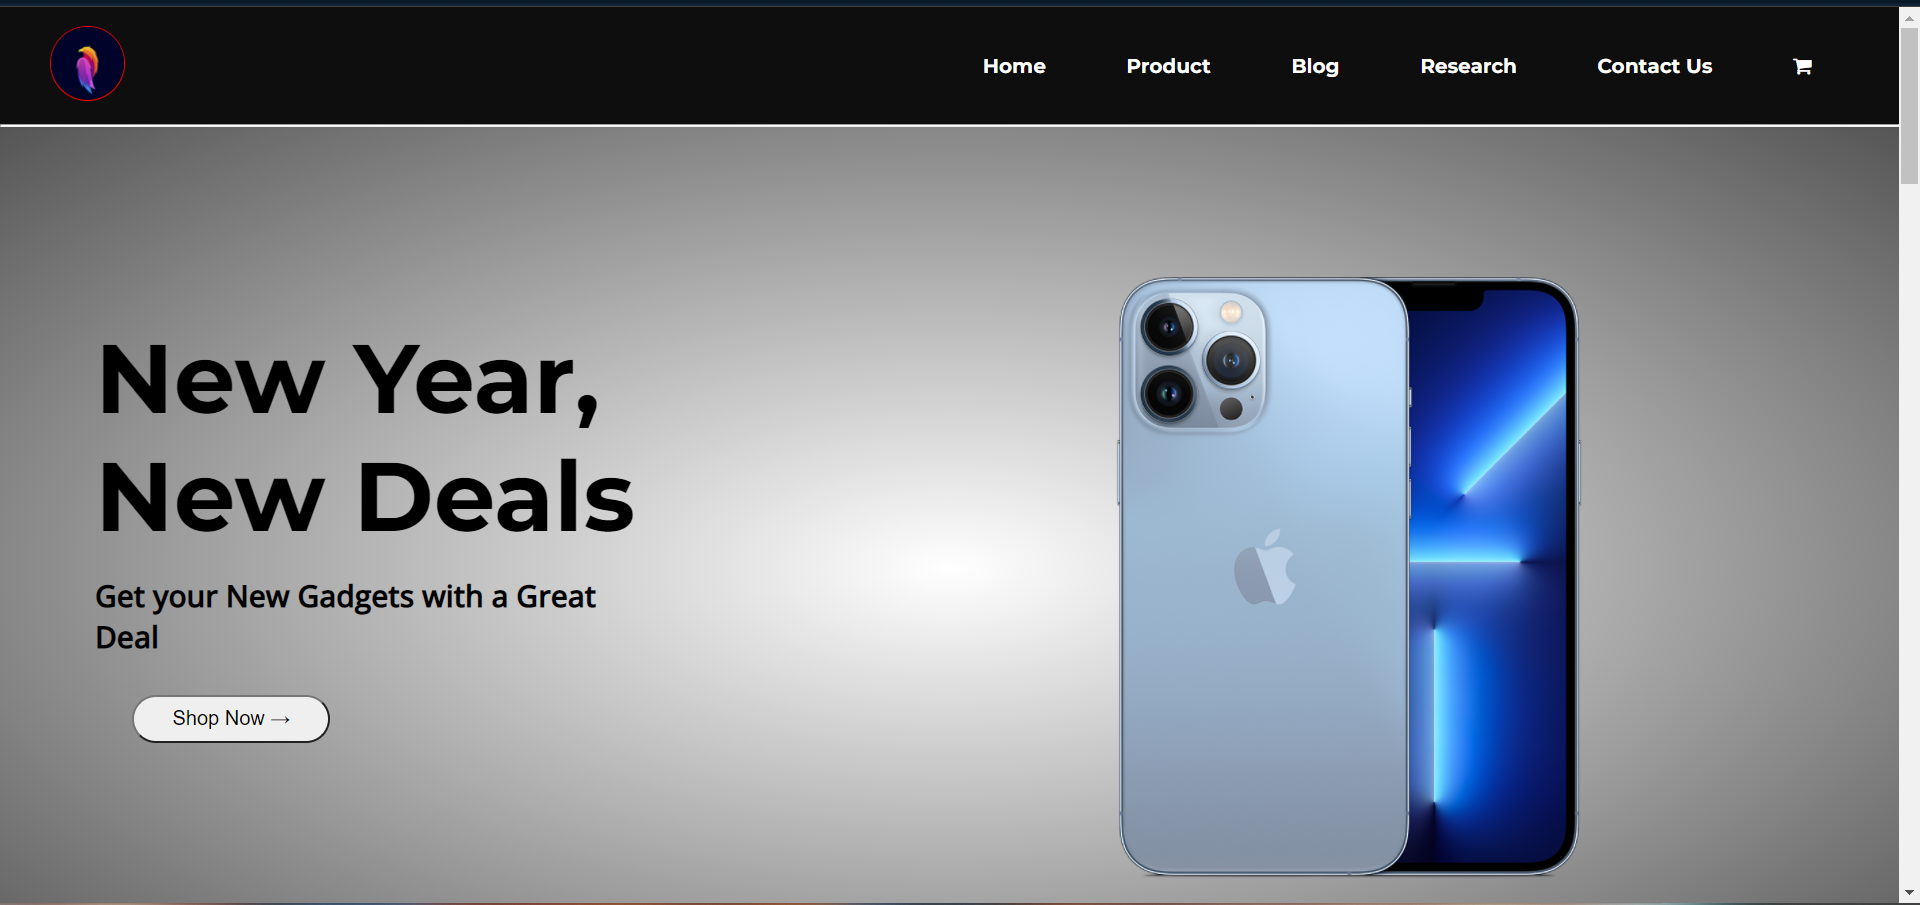 Home Product Blog Research Contact Us
New Year,
New Deals
Get your New Gadgets with a Great
Deal
Shop Now →